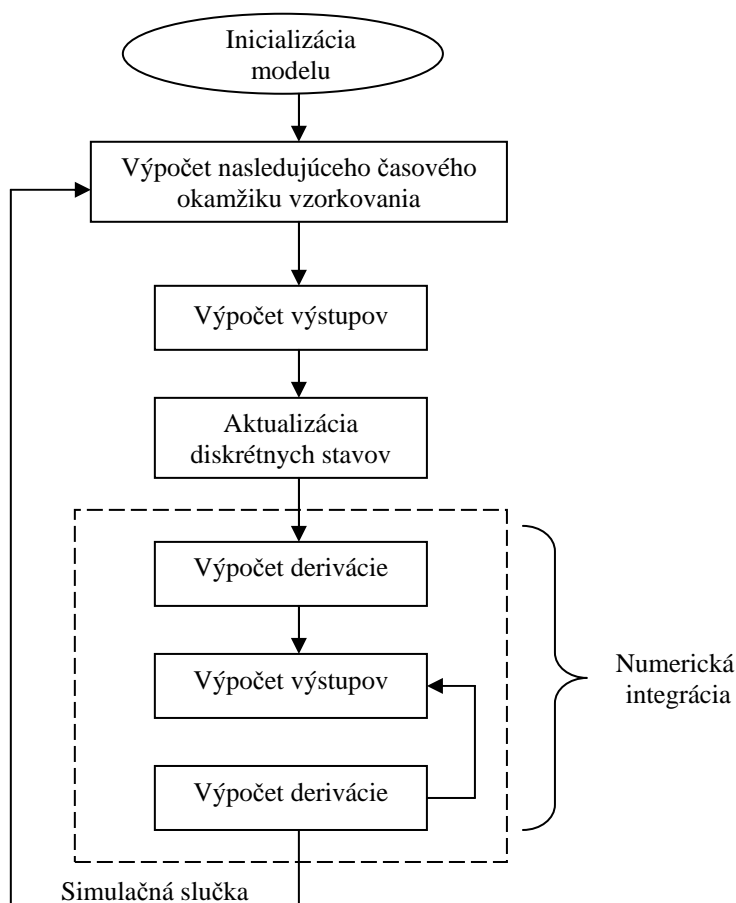 Inicializácia
modelu
Výpočet nasledujúceho časového
okamžiku vzorkovania
Výpočet výstupov
Aktualizácia
diskrétnych stavov
Výpočet derivácie
Výpočet výstupov
Numerická
integrácia
Výpočet derivácie
Simulačná slučka